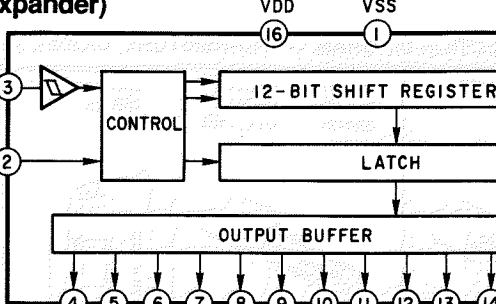 xpander)
VDD VSS
16 1
3
12-BIT SHIFT REGISTER
CONTROL
2
LATCH
OUTPUT BUFFER
4 5 6 7 8 9 10 11 12 13 14